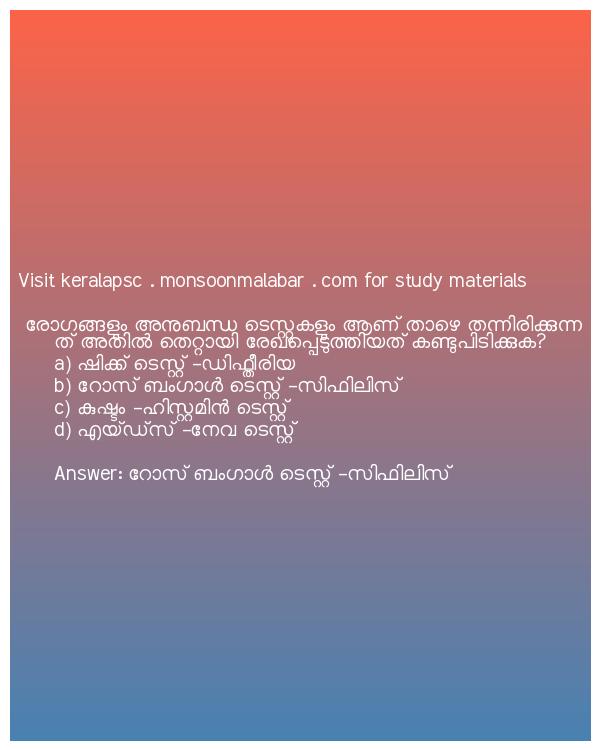 Visit keralapsc . monsoonmalabar . com for study materials
രോഗങ്ങളും അനുബന്ധ ടെസ്റ്റുകളും ആണ് താഴെ തന്നിരിക്കുന്ന
ത് അതിൽ തെറ്റായി രേഖപ്പെടുത്തിയത് കണ്ടുപിടിക്കുക?
a) ഷിക്ക് ടെസ്റ്റ് -ഡിഫ്തീരിയ
b) റോസ് ബംഗാൾ ടെസ്റ്റ് -സിഫിലിസ്
c) കുഷ്ടം -ഹിസ്റ്റമിൻ ടെസ്റ്റ്
d) എയ്ഡ്സ് -നേവ ടെസ്റ്റ്
Answer: റോസ് ബംഗാൾ ടെസ്റ്റ് -സിഫിലിസ്